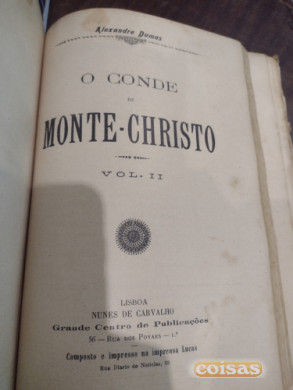 Alexandre Dumas
O CONDE
DE
MONTE-CHRISTO
VOL. II
LISBOA
NUNES DE CARVALHO
Grande Centro de Publicações
56 — RUA DOS POYAES — 1.º
Composto e impresso na imprensa Lucas
Rua Diario de Noticias, 93
coisas